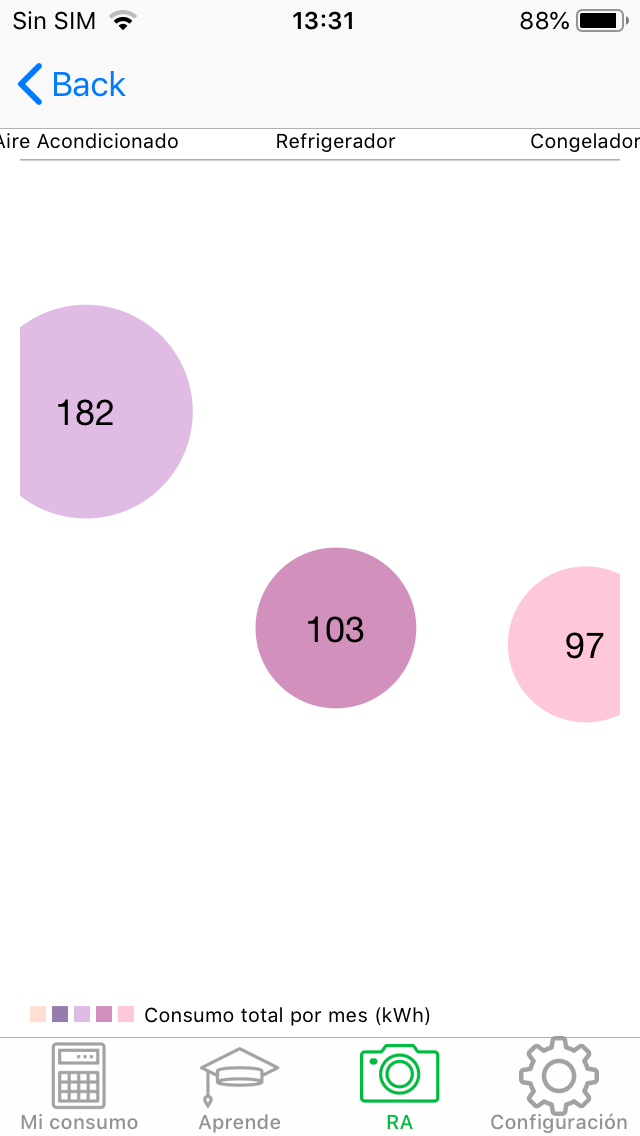 Sin SIM 13:31 88%
Back
Aire Acondicionado Refrigerador Congelador
182
103
97
Consumo total por mes (kWh)
Mi consumo Aprende RA Configuración